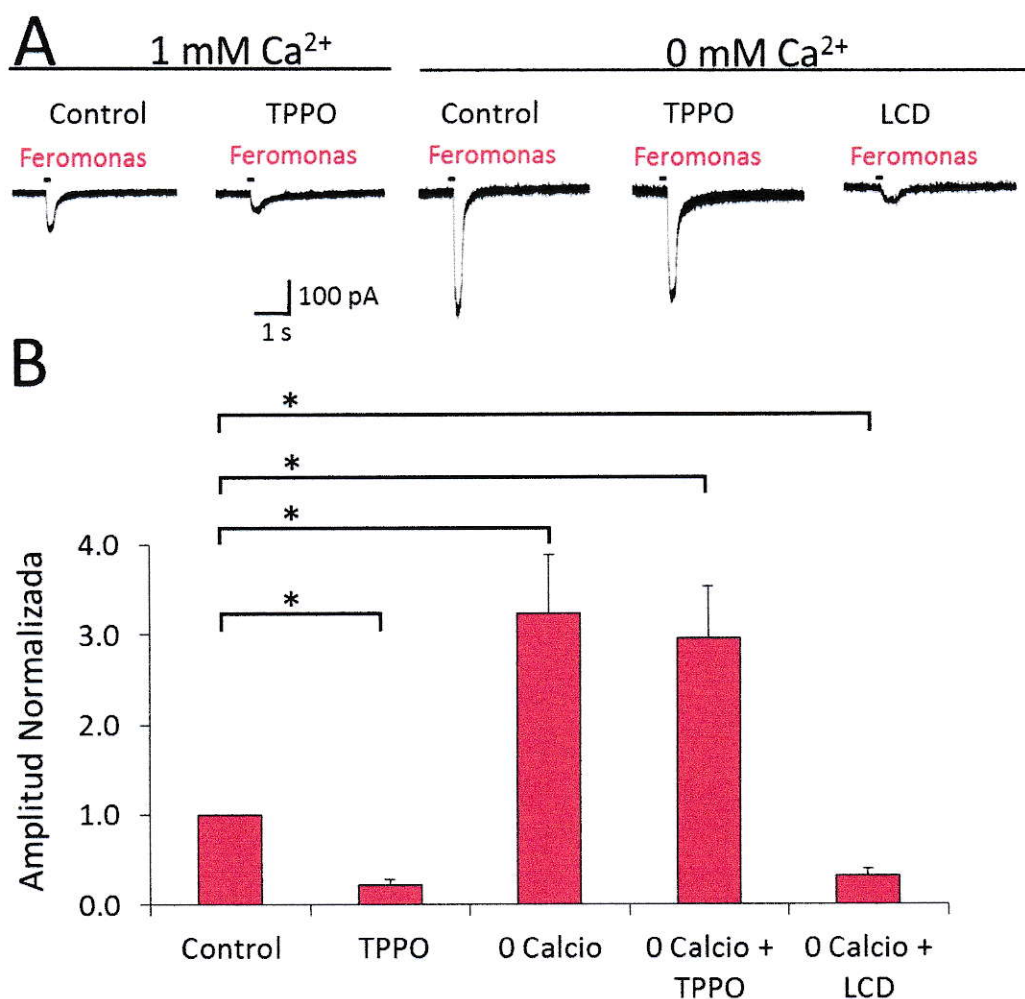 A
1 mM Ca²⁺
0 mM Ca²⁺
Control
TPPO
Control
TPPO
LCD
Feromonas
Feromonas
Feromonas
Feromonas
Feromonas
100 pA
1 s
B
*
*
*
*
Amplitud Normalizada
4.0
3.0
2.0
1.0
0.0
Control
TPPO
0 Calcio
0 Calcio +
TPPO
0 Calcio +
LCD